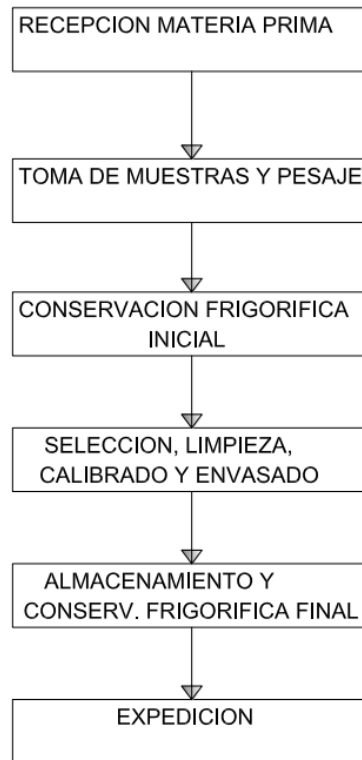 RECEPCION MATERIA PRIMA
TOMA DE MUESTRAS Y PESAJE
CONSERVACION FRIGORIFICA
INICIAL
SELECCION, LIMPIEZA,
CALIBRADO Y ENVASADO
ALMACENAMIENTO Y
CONSERV. FRIGORIFICA FINAL
EXPEDICION